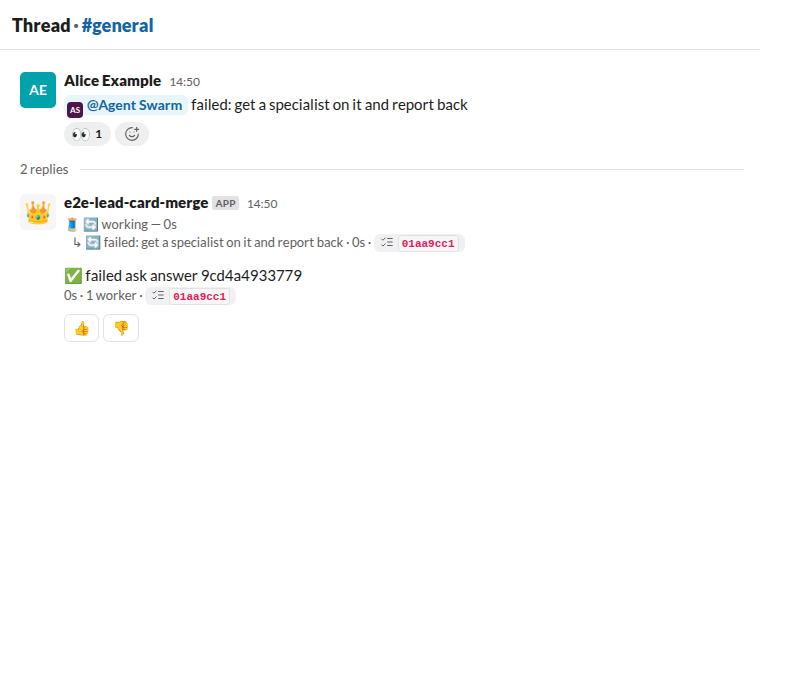 Thread · #general
AE
Alice Example 14:50
AS @Agent Swarm failed: get a specialist on it and report back
👀 1
2 replies
e2e-lead-card-merge APP 14:50
🧵 🔄 working — 0s
↳ 🔄 failed: get a specialist on it and report back · 0s · 01aa9cc1
✅ failed ask answer 9cd4a4933779
0s · 1 worker · 01aa9cc1
👍 👎